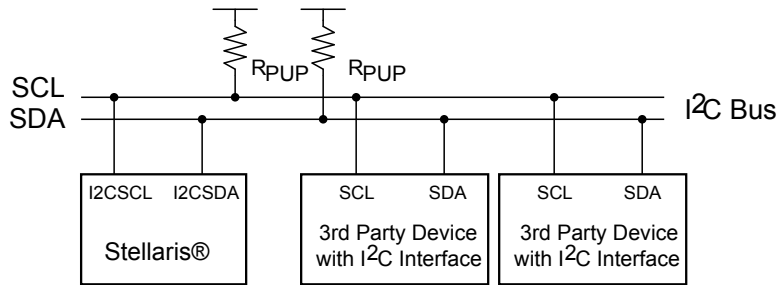 RPUP RPUP
SCL
SDA
I2C Bus
I2CSCL I2CSDA
Stellaris®
SCL SDA
3rd Party Device
with I2C Interface
SCL SDA
3rd Party Device
with I2C Interface